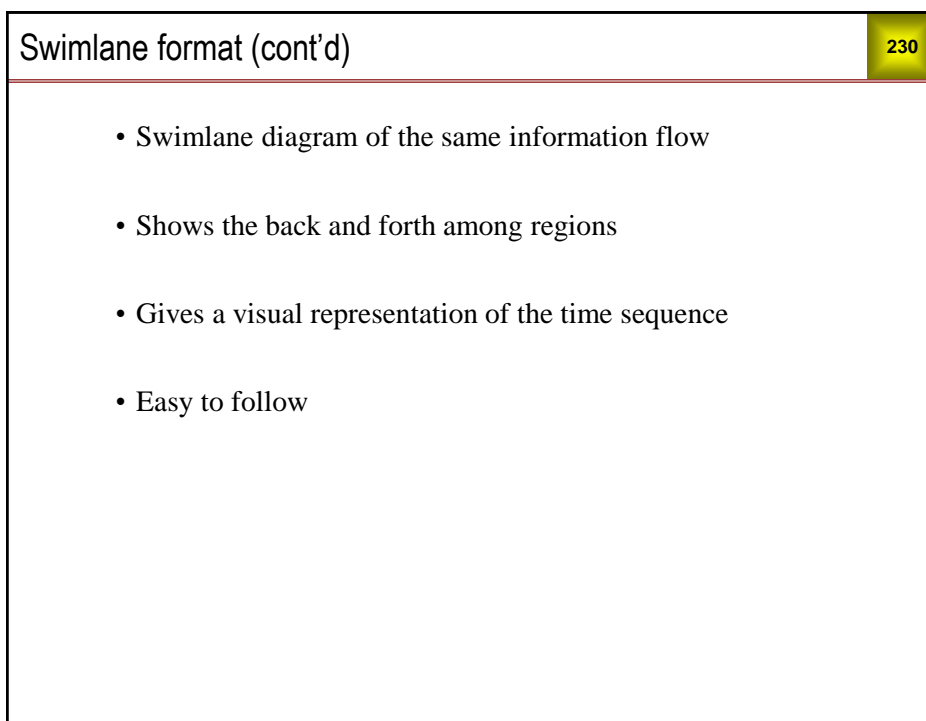 Swimlane format (cont’d)
230
• Swimlane diagram of the same information flow
• Shows the back and forth among regions
• Gives a visual representation of the time sequence
• Easy to follow